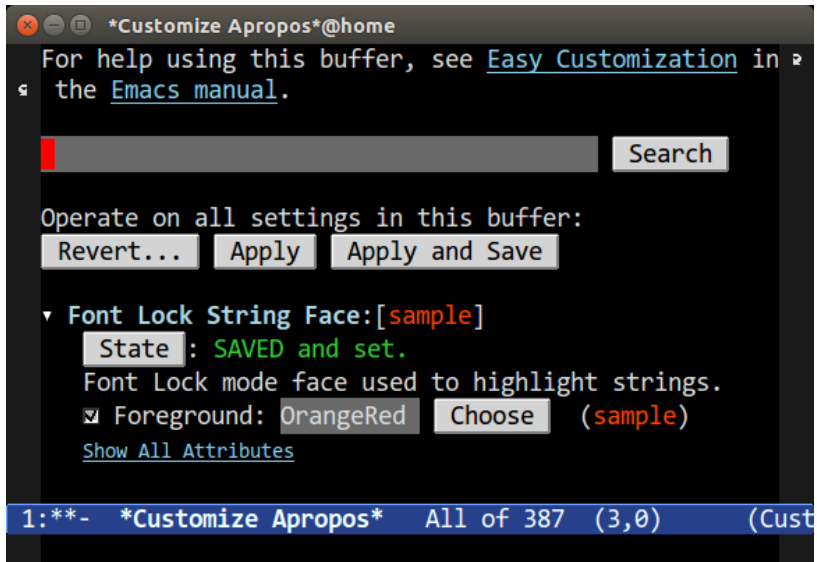 *Customize Apropos*@home
For help using this buffer, see Easy Customization in
the Emacs manual.
Search
Operate on all settings in this buffer:
Revert... Apply Apply and Save
Font Lock String Face:[sample]
State : SAVED and set.
Font Lock mode face used to highlight strings.
Foreground: OrangeRed Choose (sample)
Show All Attributes
1:**- *Customize Apropos* All of 387 (3,0) (Cust